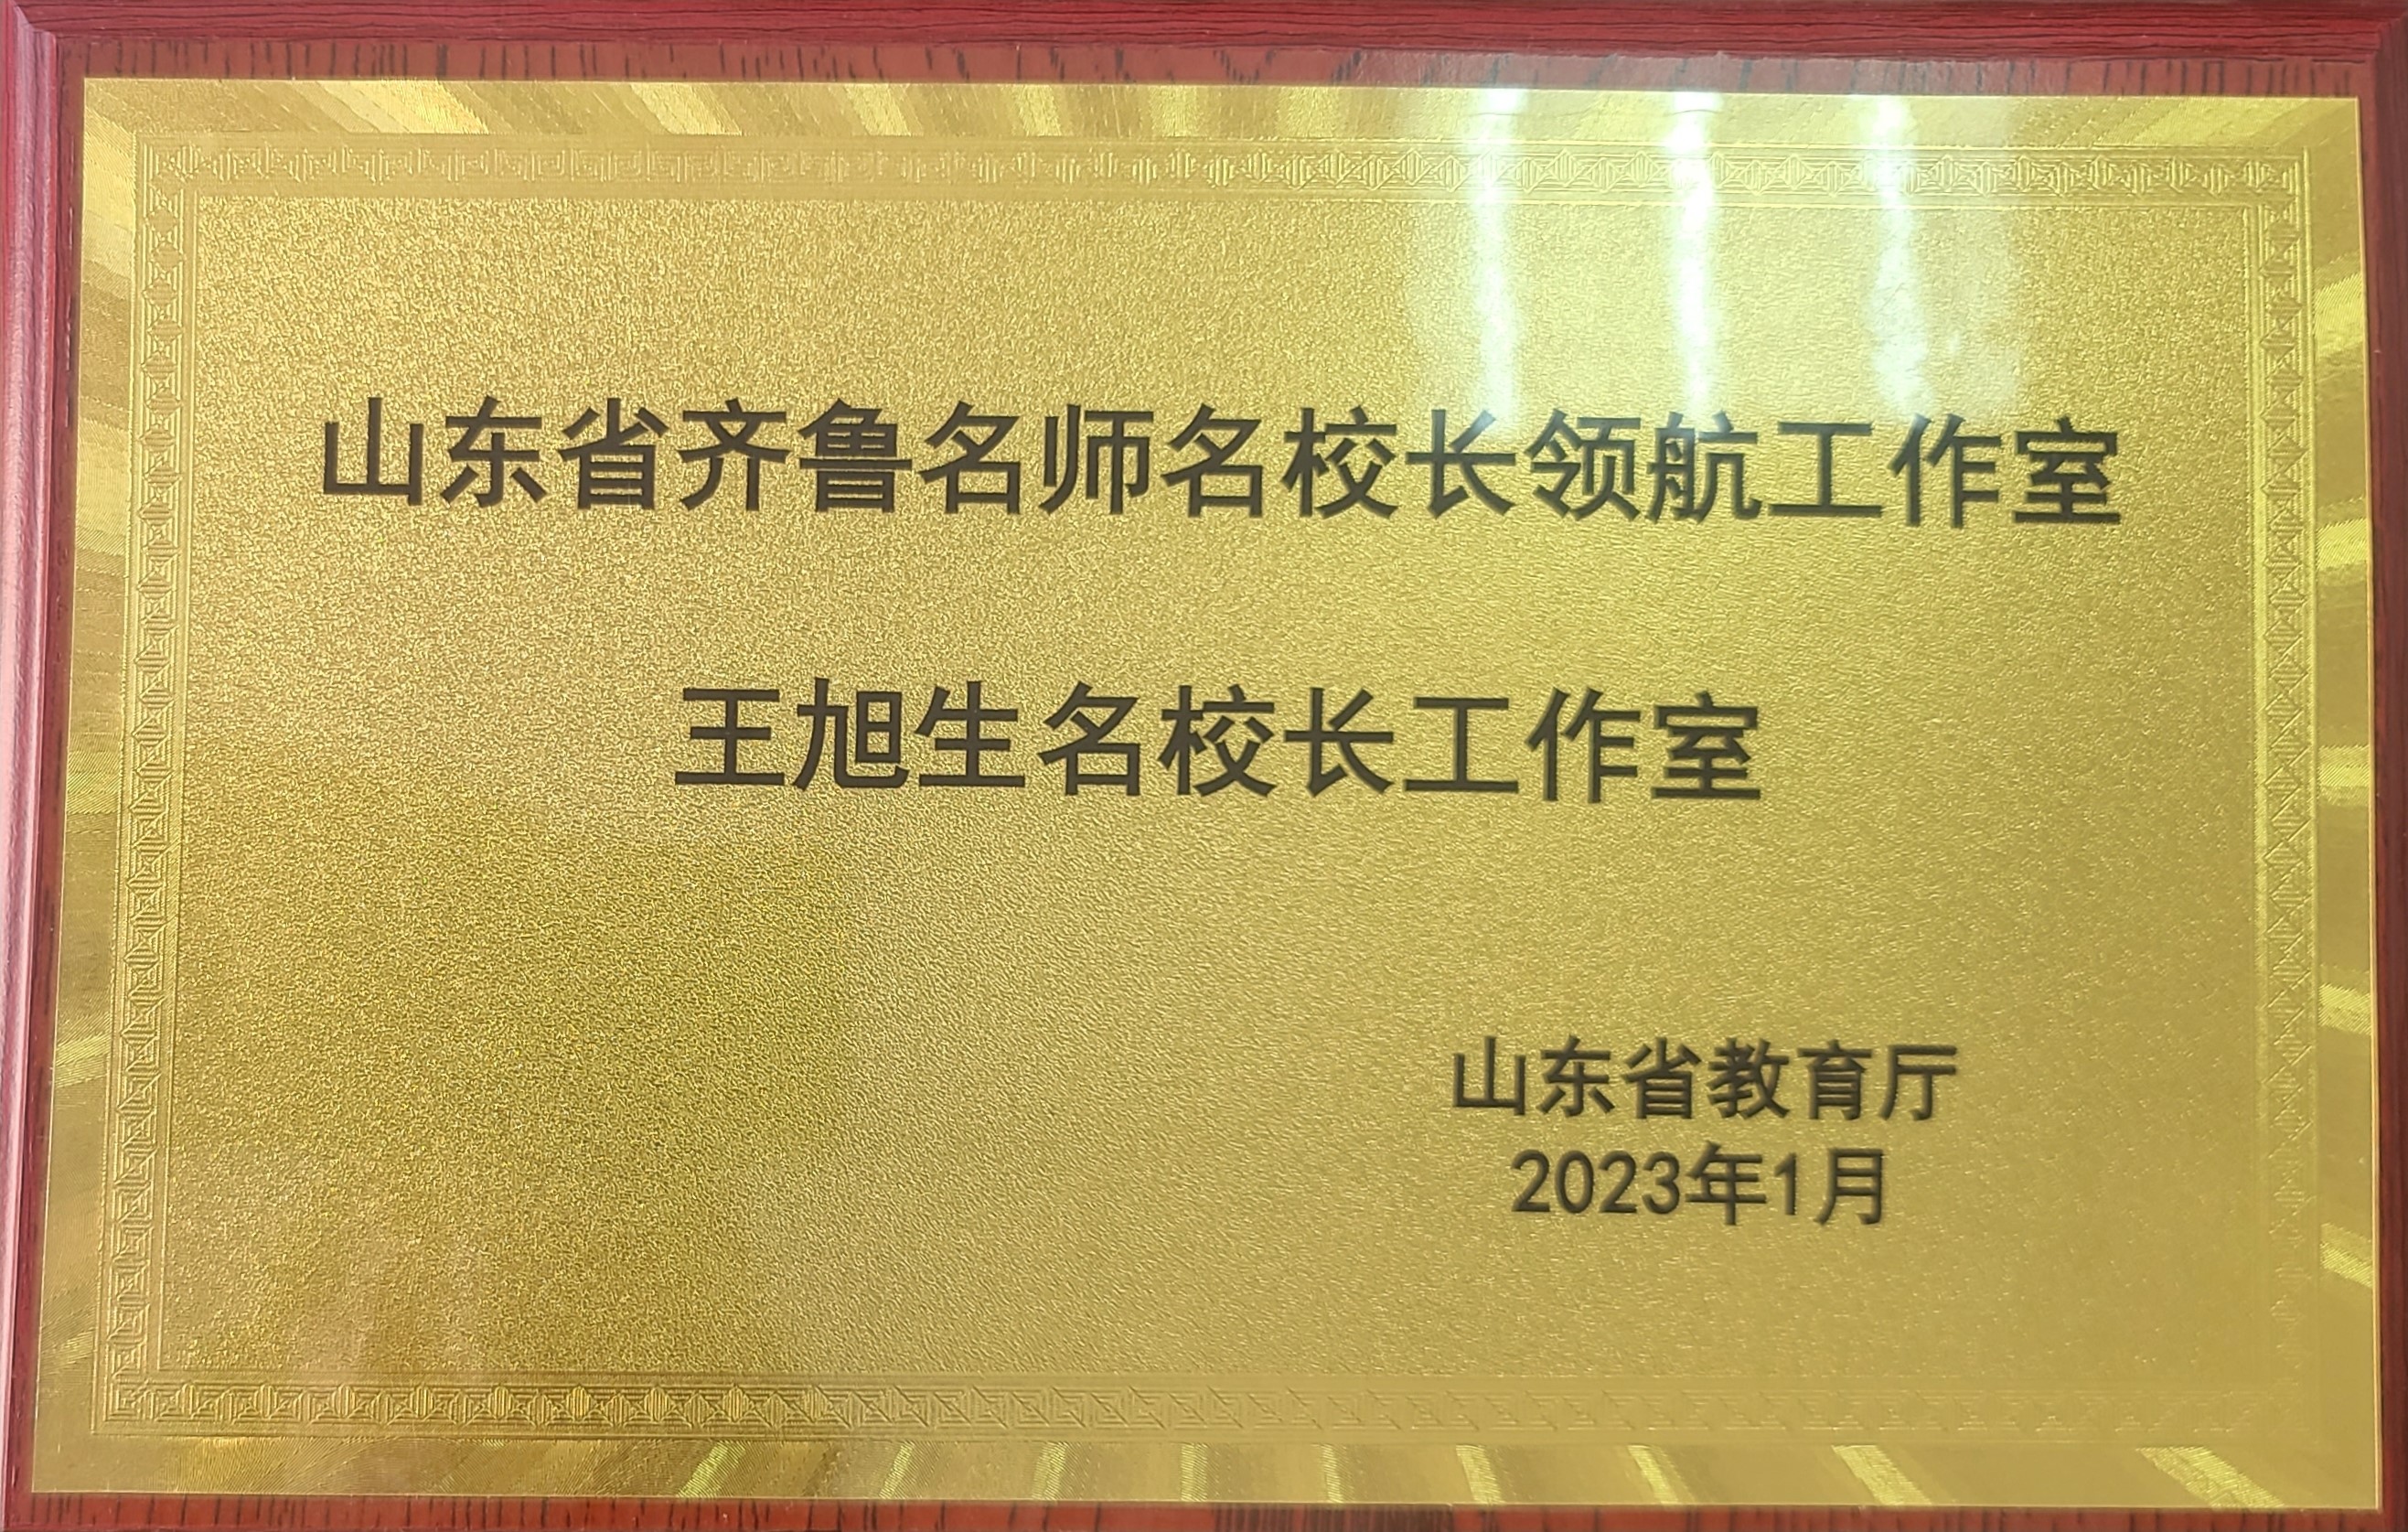 山东省齐鲁名师名校长领航工作室
王旭生名校长工作室
山东省教育厅
2023年1月